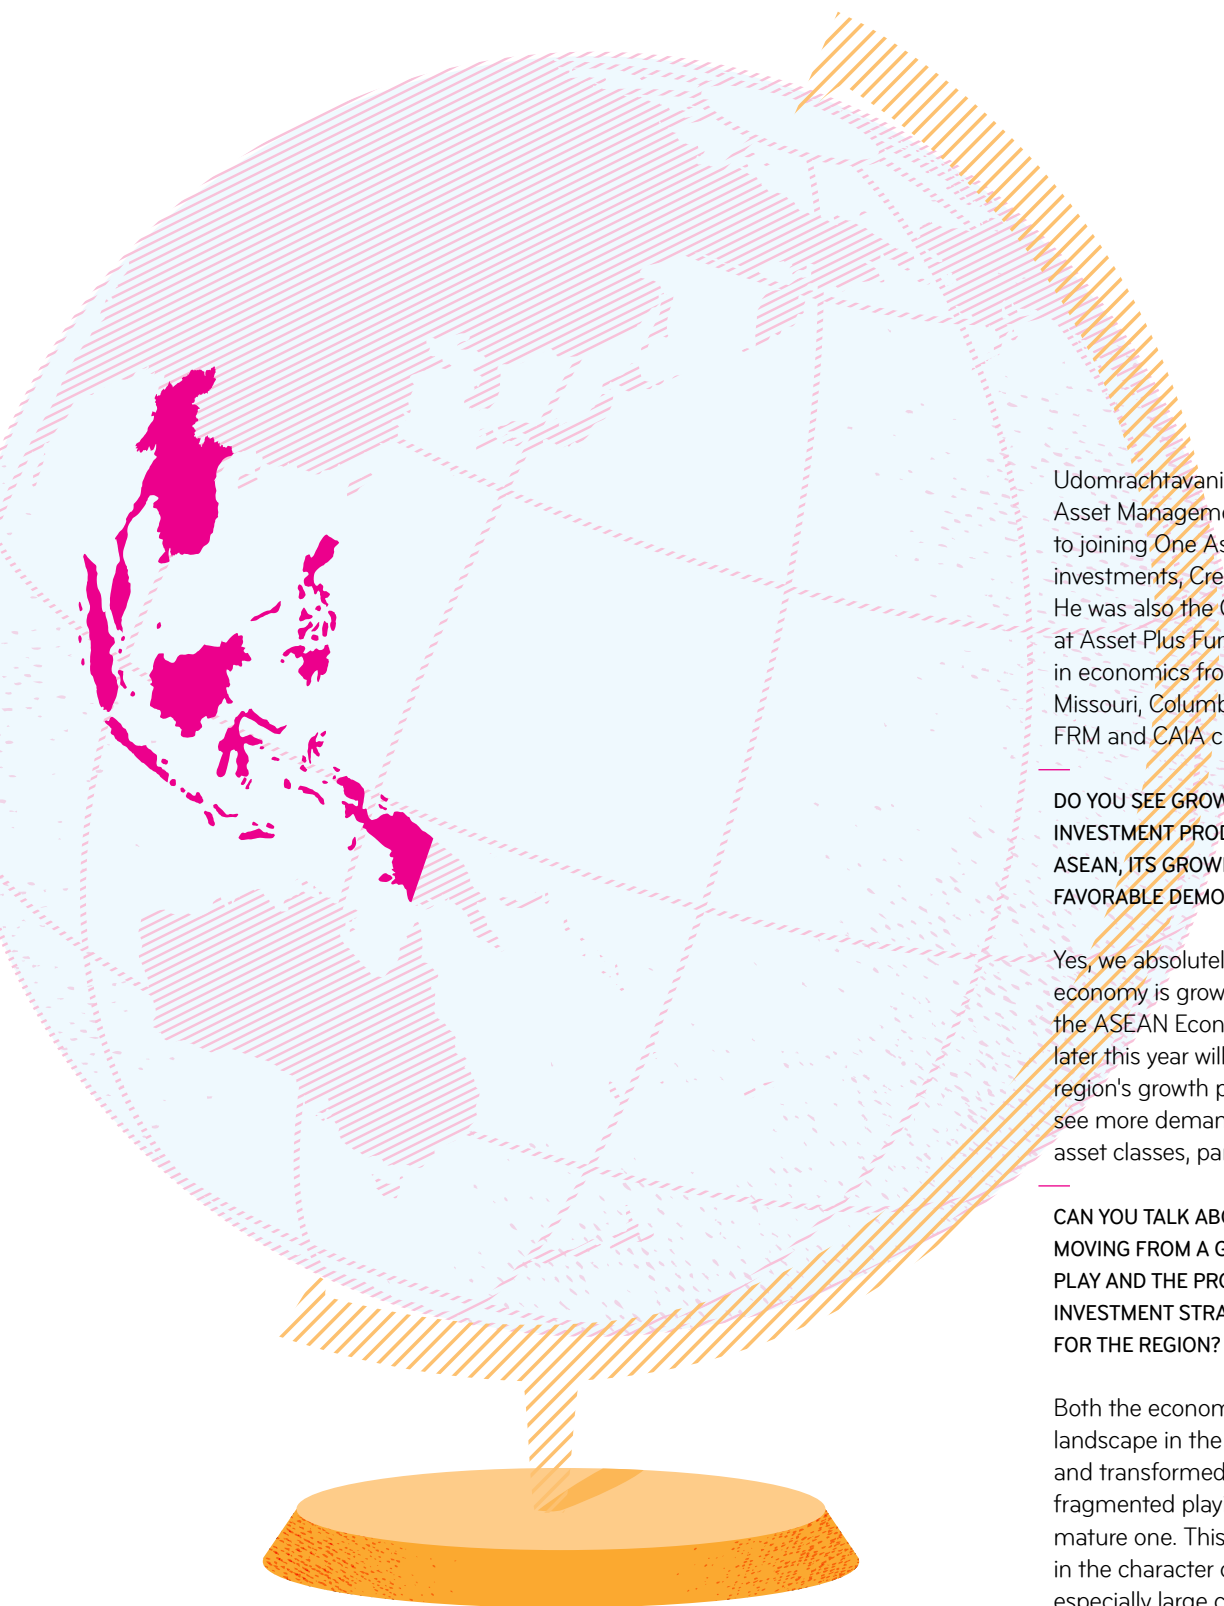 Udomrachtavani
Asset Manageme
to joining One As
investments, Cre
He was also the
at Asset Plus Fun
in economics fro
Missouri, Columb
FRM and CAIA c
DO YOU SEE GROW
INVESTMENT PROD
ASEAN, ITS GROWI
FAVORABLE DEMO
Yes, we absolutel
economy is grow
the ASEAN Econ
later this year will
region's growth p
see more deman
asset classes, par
CAN YOU TALK ABO
MOVING FROM A G
PLAY AND THE PRO
INVESTMENT STRA
FOR THE REGION?
Both the econom
landscape in the
and transformed
fragmented play
mature one. This
in the character o
especially large c